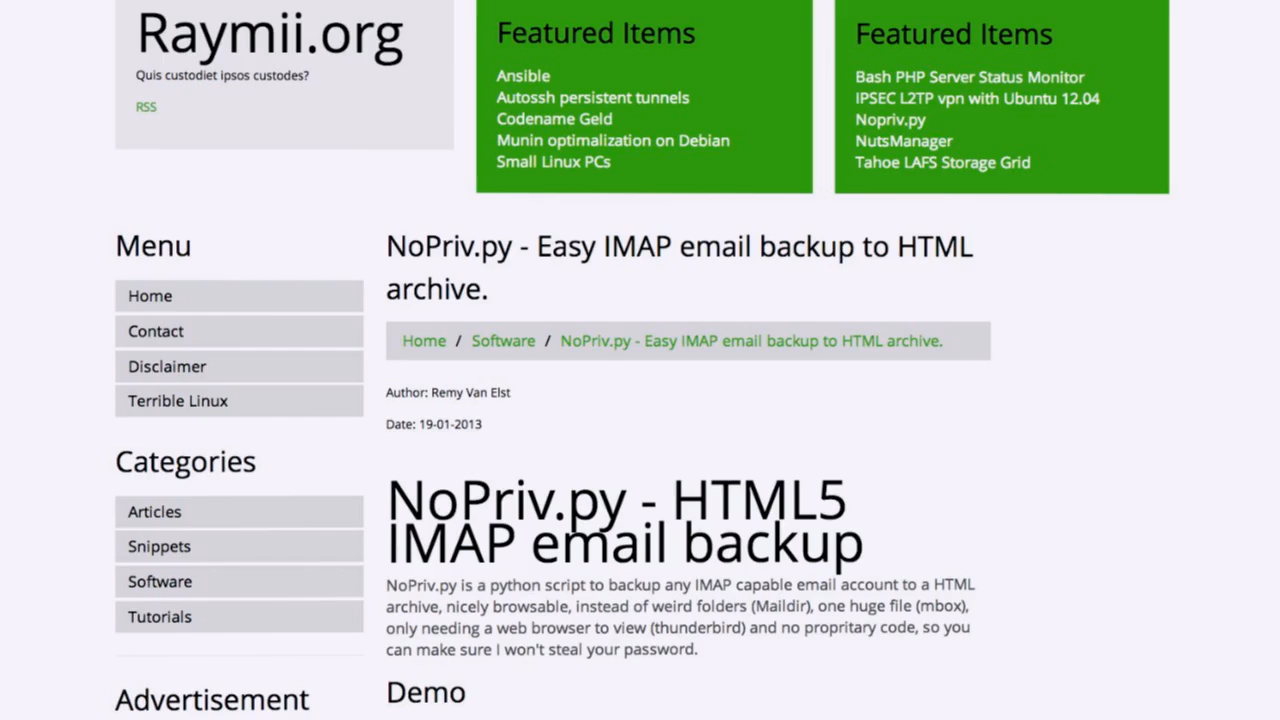 Raymii.org
Quis custodiet ipsos custodes?
RSS
Featured Items
Ansible
Autossh persistent tunnels
Codename Geld
Munin optimalization on Debian
Small Linux PCs
Featured Items
Bash PHP Server Status Monitor
IPSEC L2TP vpn with Ubuntu 12.04
Nopriv.py
NutsManager
Tahoe LAFS Storage Grid
Menu
Home
Contact
Disclaimer
Terrible Linux
Categories
Articles
Snippets
Software
Tutorials
Advertisement
NoPriv.py - Easy IMAP email backup to HTML
archive.
Home / Software / NoPriv.py - Easy IMAP email backup to HTML archive.
Author: Remy Van Elst
Date: 19-01-2013
NoPriv.py - HTML5
IMAP email backup
NoPriv.py is a python script to backup any IMAP capable email account to a HTML
archive, nicely browsable, instead of weird folders (Maildir), one huge file (mbox),
only needing a web browser to view (thunderbird) and no propritary code, so you
can make sure I won't steal your password.
Demo